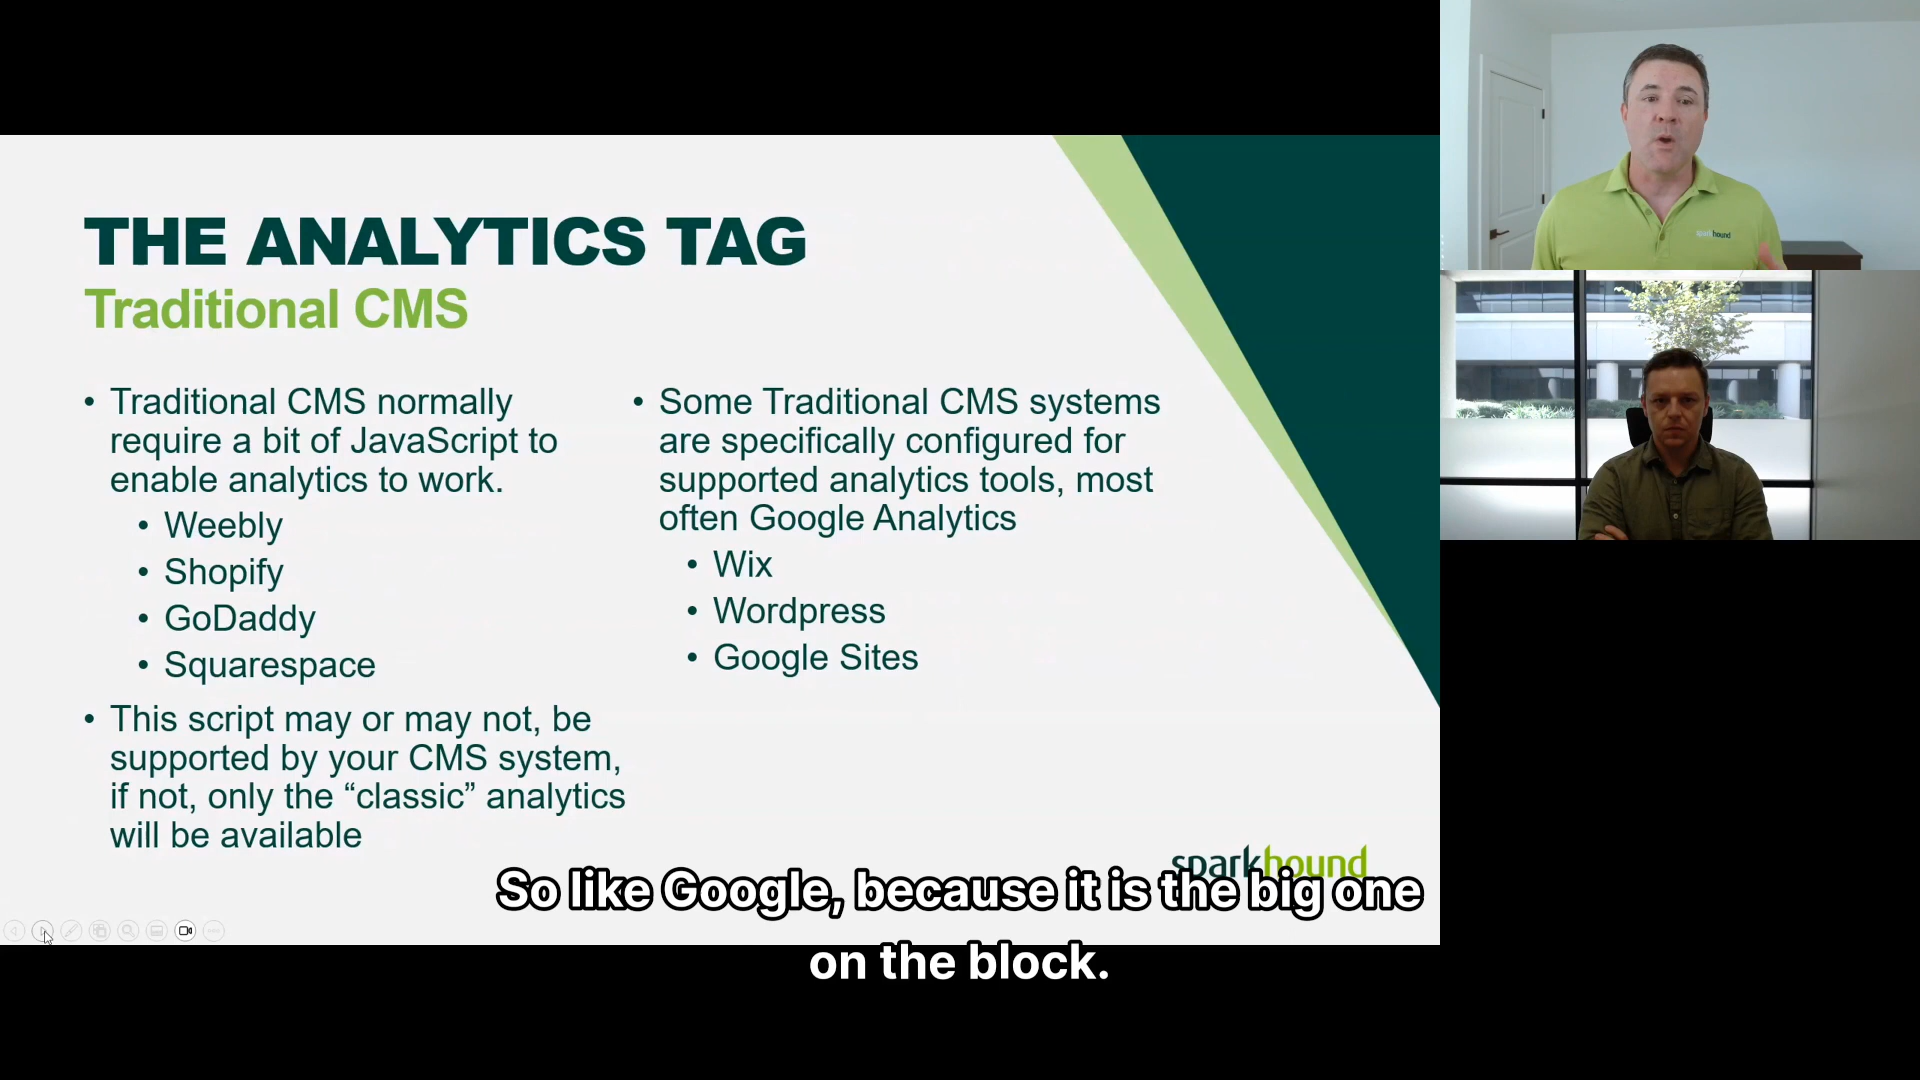 THE ANALYTICS TAG
Traditional CMS
• Traditional CMS normally
require a bit of JavaScript to
enable analytics to work.
• Weebly
• Shopify
• GoDaddy
• Squarespace
• This script may or may not, be
supported by your CMS system,
if not, only the “classic” analytics
will be available
• Some Traditional CMS systems
are specifically configured for
supported analytics tools, most
often Google Analytics
• Wix
• Wordpress
• Google Sites
sparkhound
So like Google, because it is the big one
on the block.
sparkhound